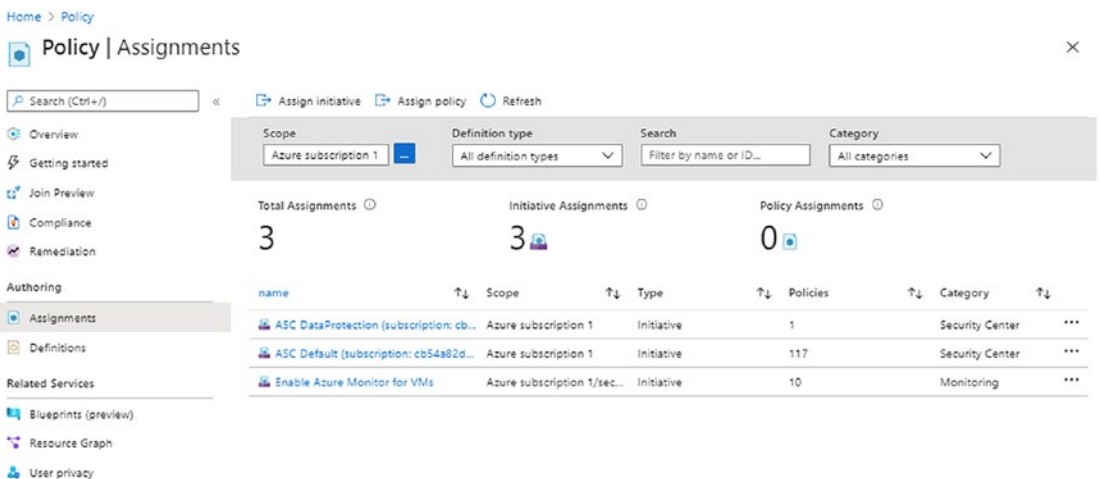 Home > Policy
Policy | Assignments
Search (Ctrl+/)
Overview
Getting started
Join Preview
Compliance
Remediation
Authoring
Assignments
Definitions
Related Services
Blueprints (preview)
Resource Graph
User privacy
Assign initiative Assign policy Refresh
Scope Definition type Search Category
Azure subscription 1 ... All definition types Filter by name or ID... All categories
Total Assignments Initiative Assignments Policy Assignments
3 3 0
name Scope Type Policies Category
ASC DataProtection (subscription: cb... Azure subscription 1 Initiative 1 Security Center ...
ASC Default (subscription: cb54a82d... Azure subscription 1 Initiative 117 Security Center ...
Enable Azure Monitor for VMs Azure subscription 1/sec... Initiative 10 Monitoring ...